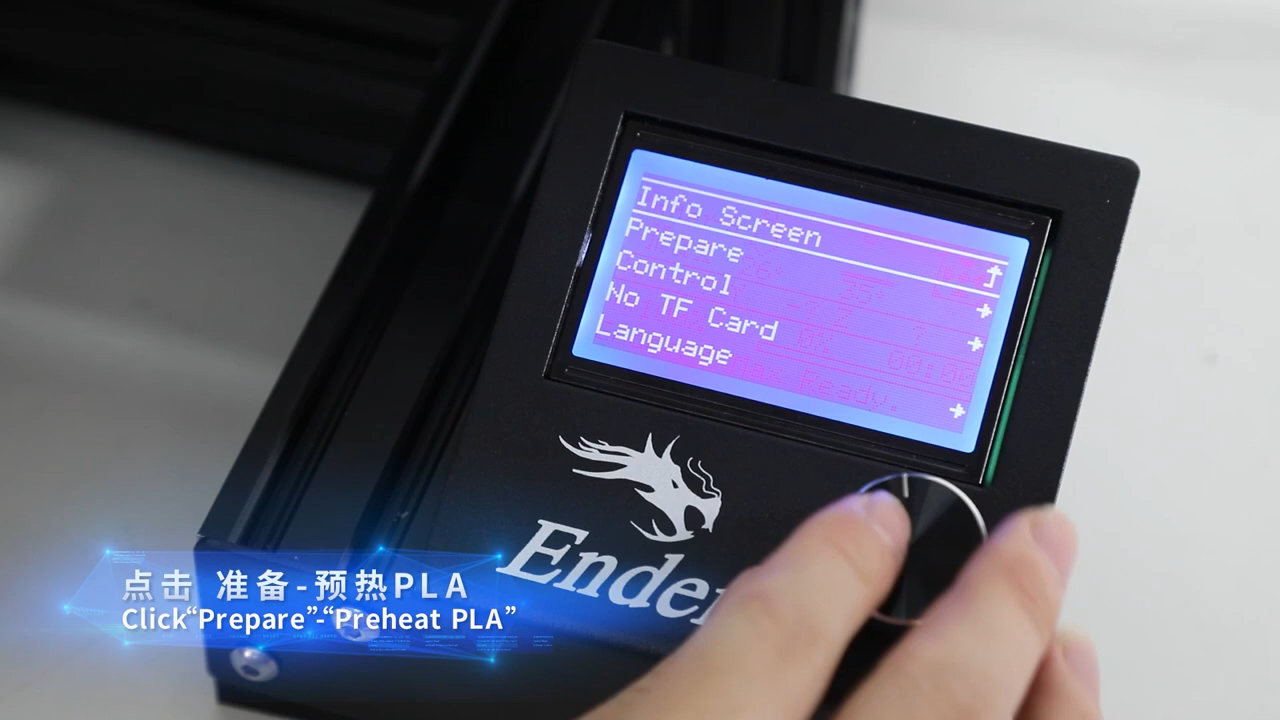 Info Screen
Prepare
Control
No TF Card
Language
Ender
点击 准备-预热PLA
Click“Prepare”-“Preheat PLA”